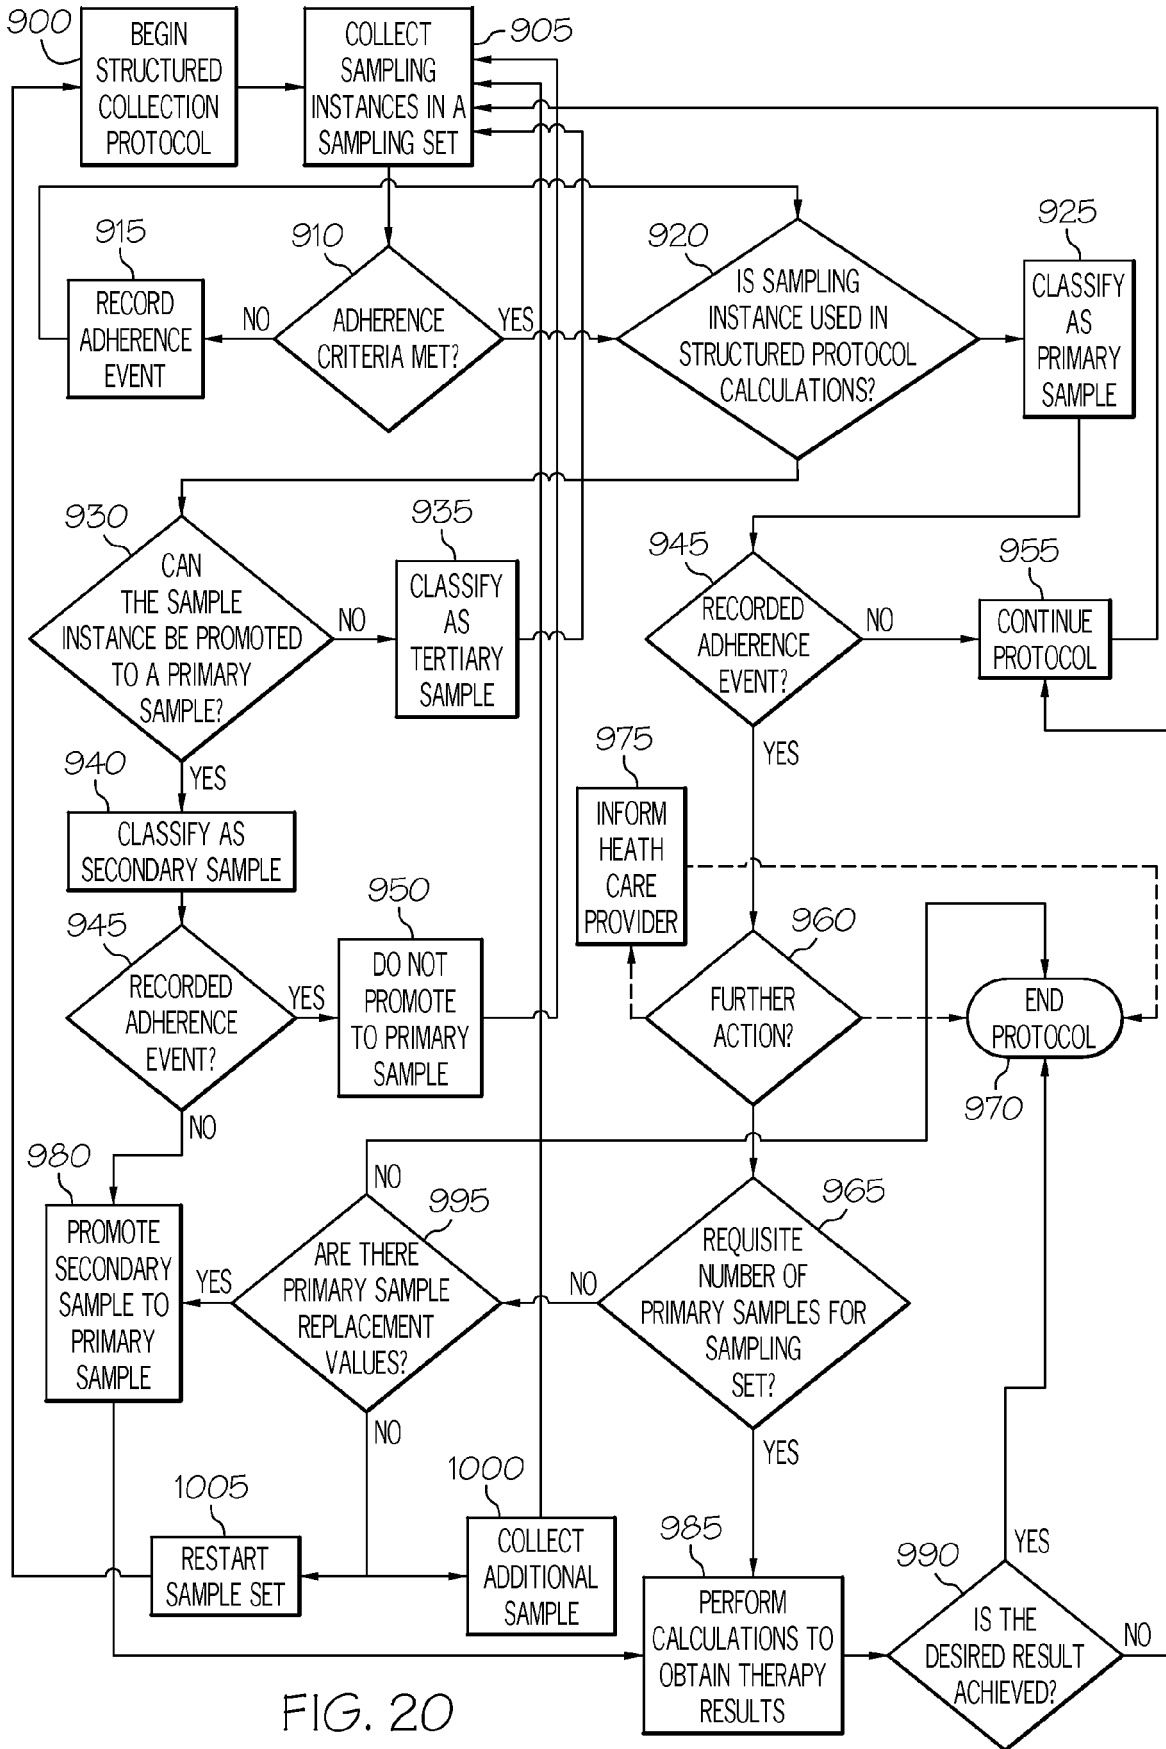 900
BEGIN
STRUCTURED
COLLECTION
PROTOCOL
COLLECT
SAMPLING
INSTANCES IN A
SAMPLING SET
905
915
RECORD
ADHERENCE
EVENT
NO
910
ADHERENCE
CRITERIA MET?
YES
920
IS SAMPLING
INSTANCE USED IN
STRUCTURED PROTOCOL
CALCULATIONS?
925
CLASSIFY
AS
PRIMARY
SAMPLE
930
CAN
THE SAMPLE
INSTANCE BE PROMOTED
TO A PRIMARY
SAMPLE?
NO
935
CLASSIFY
AS
TERTIARY
SAMPLE
945
RECORDED
ADHERENCE
EVENT?
NO
955
CONTINUE
PROTOCOL
YES
940
YES
CLASSIFY AS
SECONDARY SAMPLE
975
INFORM
HEATH
CARE
PROVIDER
945
RECORDED
ADHERENCE
EVENT?
YES
950
DO NOT
PROMOTE
TO PRIMARY
SAMPLE
960
FURTHER
ACTION?
END
PROTOCOL
970
NO
980
PROMOTE
SECONDARY
SAMPLE TO
PRIMARY
SAMPLE
YES
NO
995
ARE THERE
PRIMARY SAMPLE
REPLACEMENT
VALUES?
NO
NO
965
REQUISITE
NUMBER OF
PRIMARY SAMPLES FOR
SAMPLING
SET?
YES
1005
RESTART
SAMPLE SET
1000
COLLECT
ADDITIONAL
SAMPLE
985
PERFORM
CALCULATIONS TO
OBTAIN THERAPY
RESULTS
990
YES
IS THE
DESIRED RESULT
ACHIEVED?
NO
FIG. 20